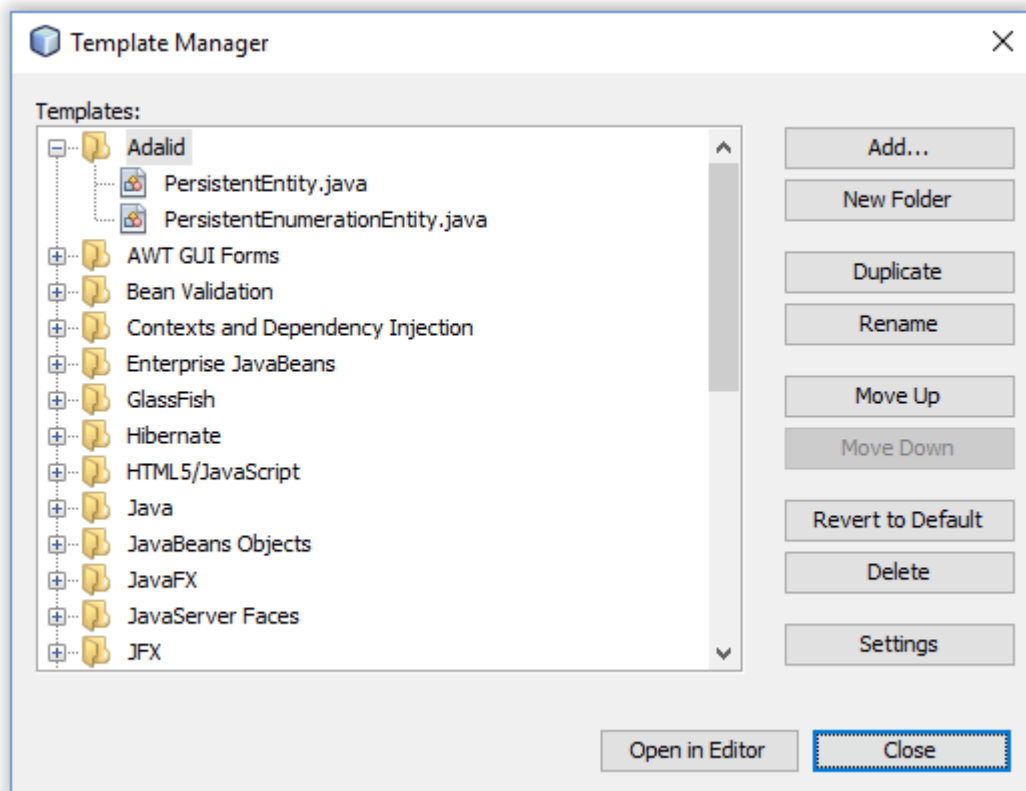 Template Manager
Templates:
Adalid
PersistentEntity.java
PersistentEnumerationEntity.java
AWT GUI Forms
Bean Validation
Contexts and Dependency Injection
Enterprise JavaBeans
GlassFish
Hibernate
HTML5/JavaScript
Java
JavaBeans Objects
JavaFX
JavaServer Faces
JFX
Add...
New Folder
Duplicate
Rename
Move Up
Move Down
Revert to Default
Delete
Settings
Open in Editor
Close